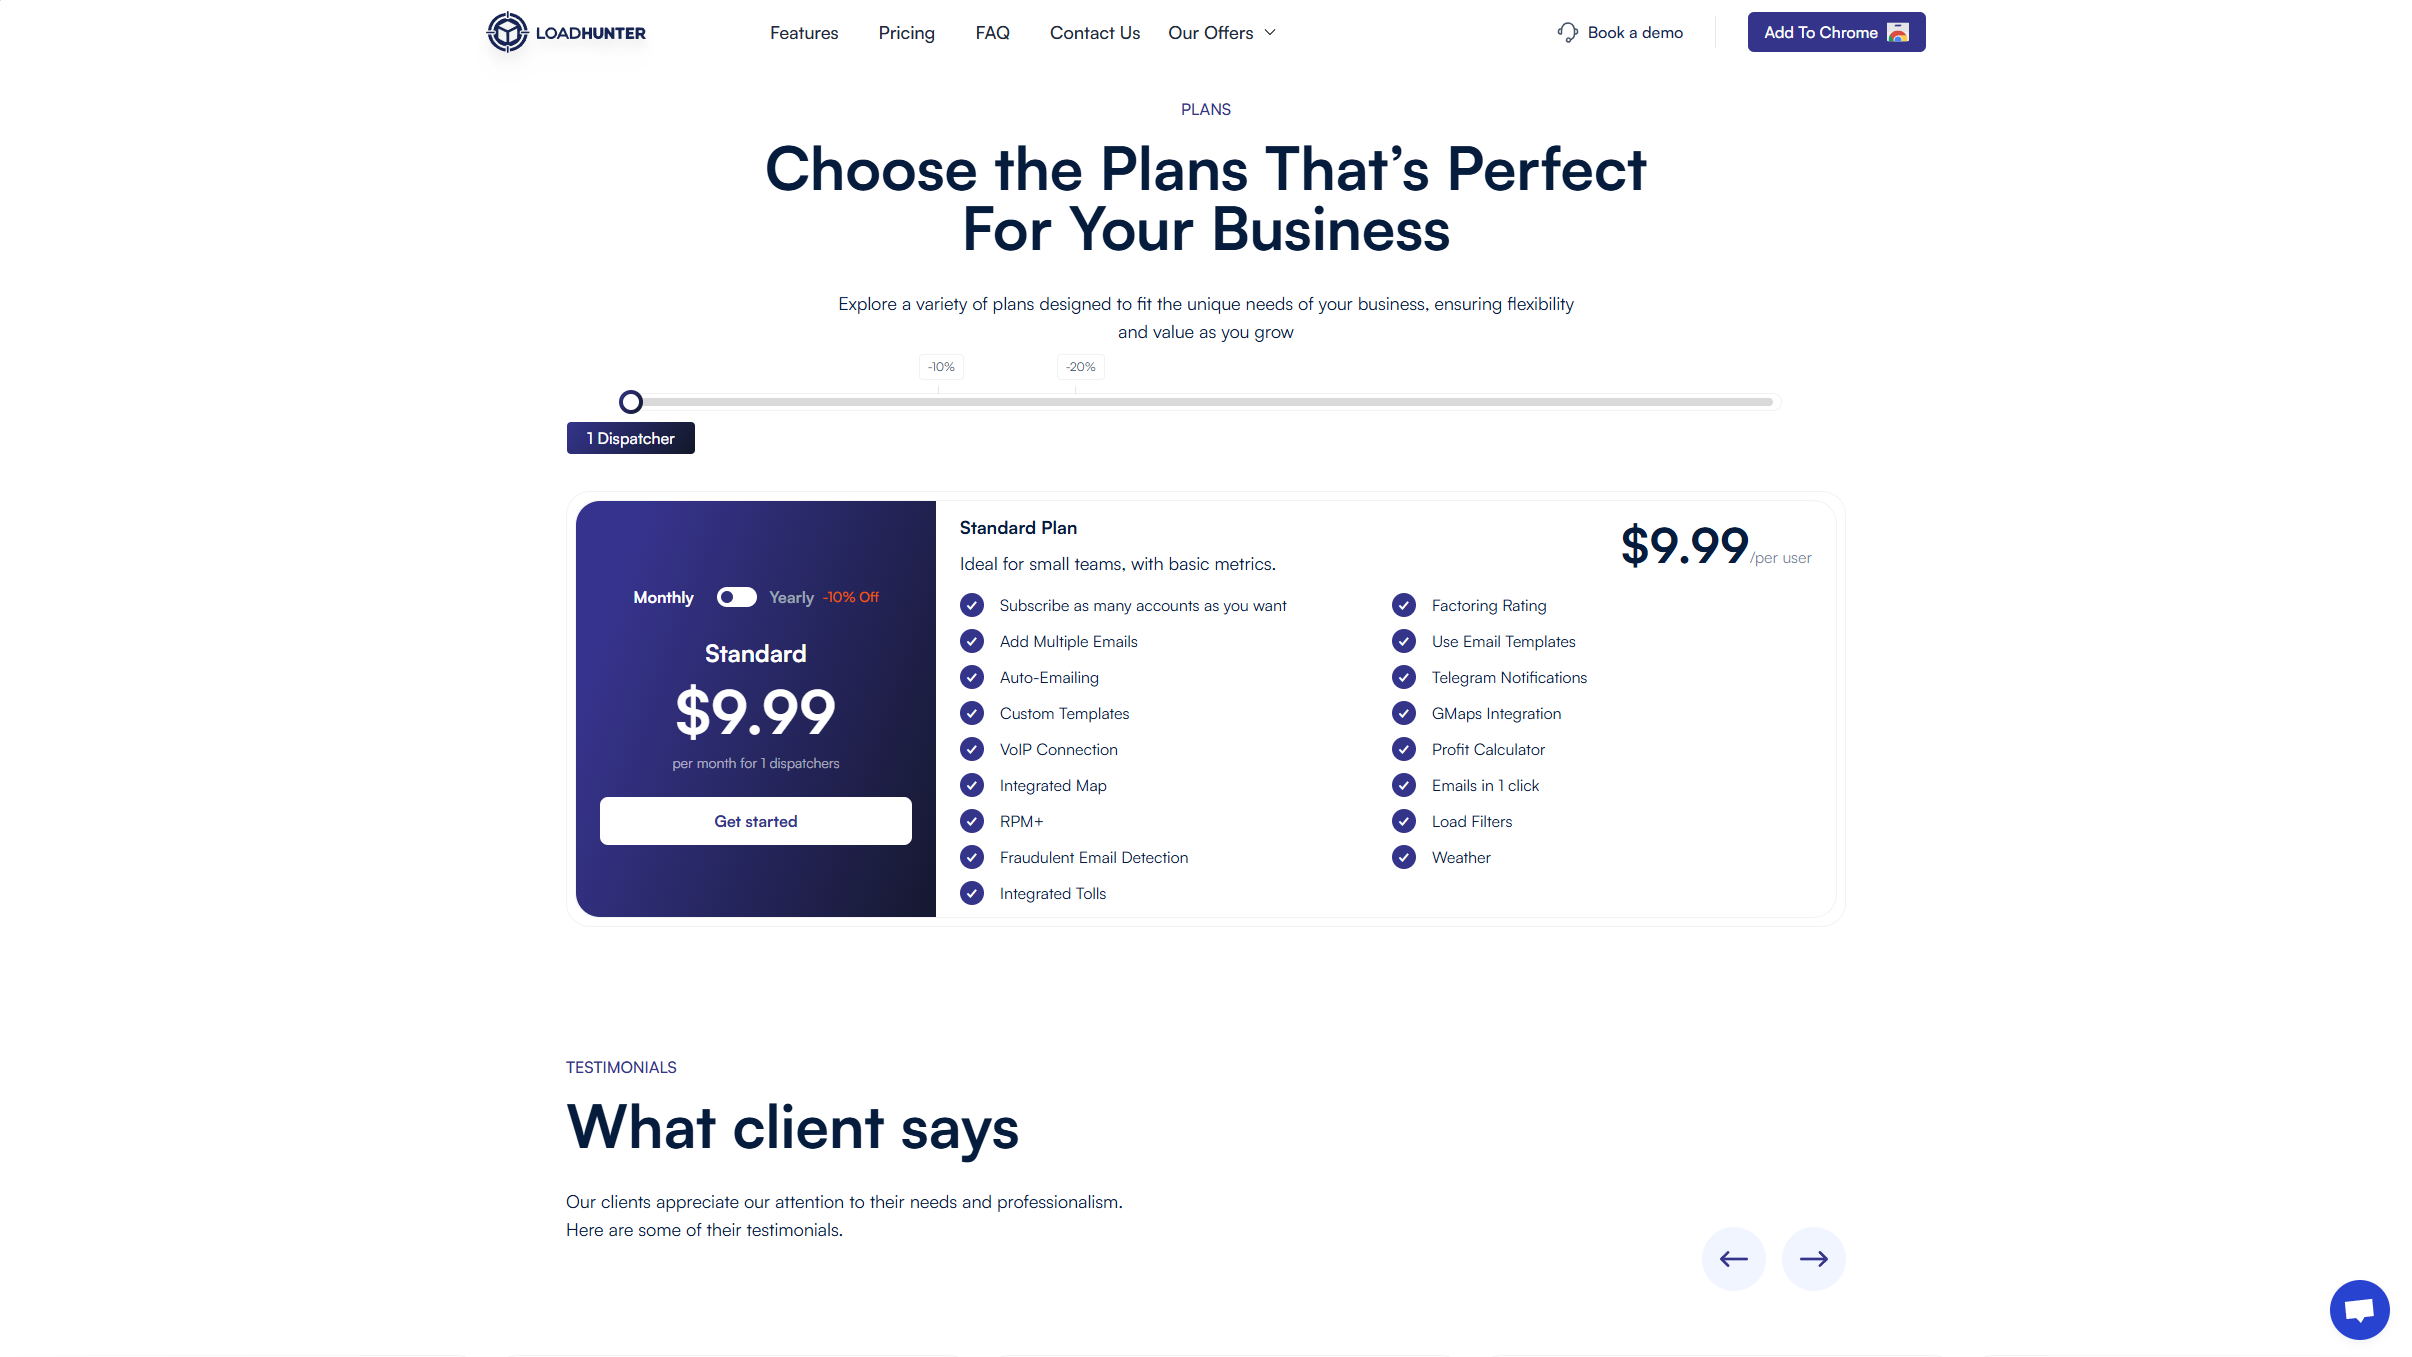 LOADHUNTER
Features
Pricing
FAQ
Contact Us
Our Offers
Book a demo
Add To Chrome
PLANS
Choose the Plans That’s Perfect
For Your Business
Explore a variety of plans designed to fit the unique needs of your business, ensuring flexibility
and value as you grow
-10%
-20%
1 Dispatcher
Monthly
Yearly -10% Off
Standard
$9.99
per month for 1 dispatchers
Get started
Standard Plan
Ideal for small teams, with basic metrics.
$9.99/per user
Subscribe as many accounts as you want
Add Multiple Emails
Auto-Emailing
Custom Templates
VoIP Connection
Integrated Map
RPM+
Fraudulent Email Detection
Integrated Tolls
Factoring Rating
Use Email Templates
Telegram Notifications
GMaps Integration
Profit Calculator
Emails in 1 click
Load Filters
Weather
TESTIMONIALS
What client says
Our clients appreciate our attention to their needs and professionalism.
Here are some of their testimonials.